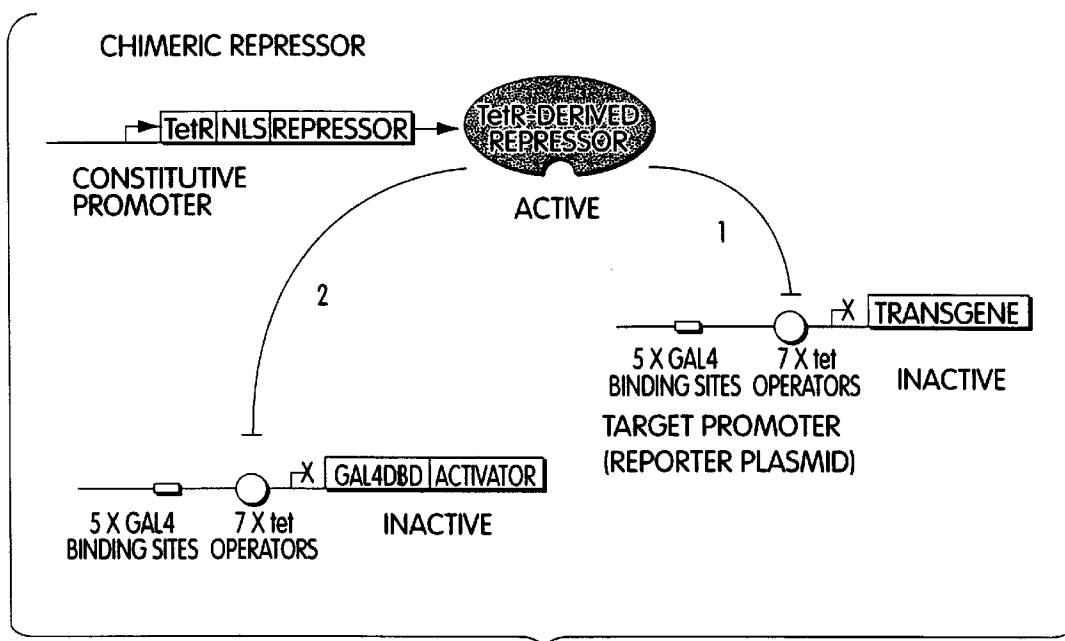 CHIMERIC REPRESSOR
TetR NLS REPRESSOR
TetR-DERIVED
REPRESSOR
CONSTITUTIVE
PROMOTER
ACTIVE
1
2
X TRANSGENE
5 X GAL4
BINDING SITES
7 X tet
OPERATORS
INACTIVE
TARGET PROMOTER
(REPORTER PLASMID)
X GAL4DBD ACTIVATOR
5 X GAL4
BINDING SITES
7 X tet
OPERATORS
INACTIVE